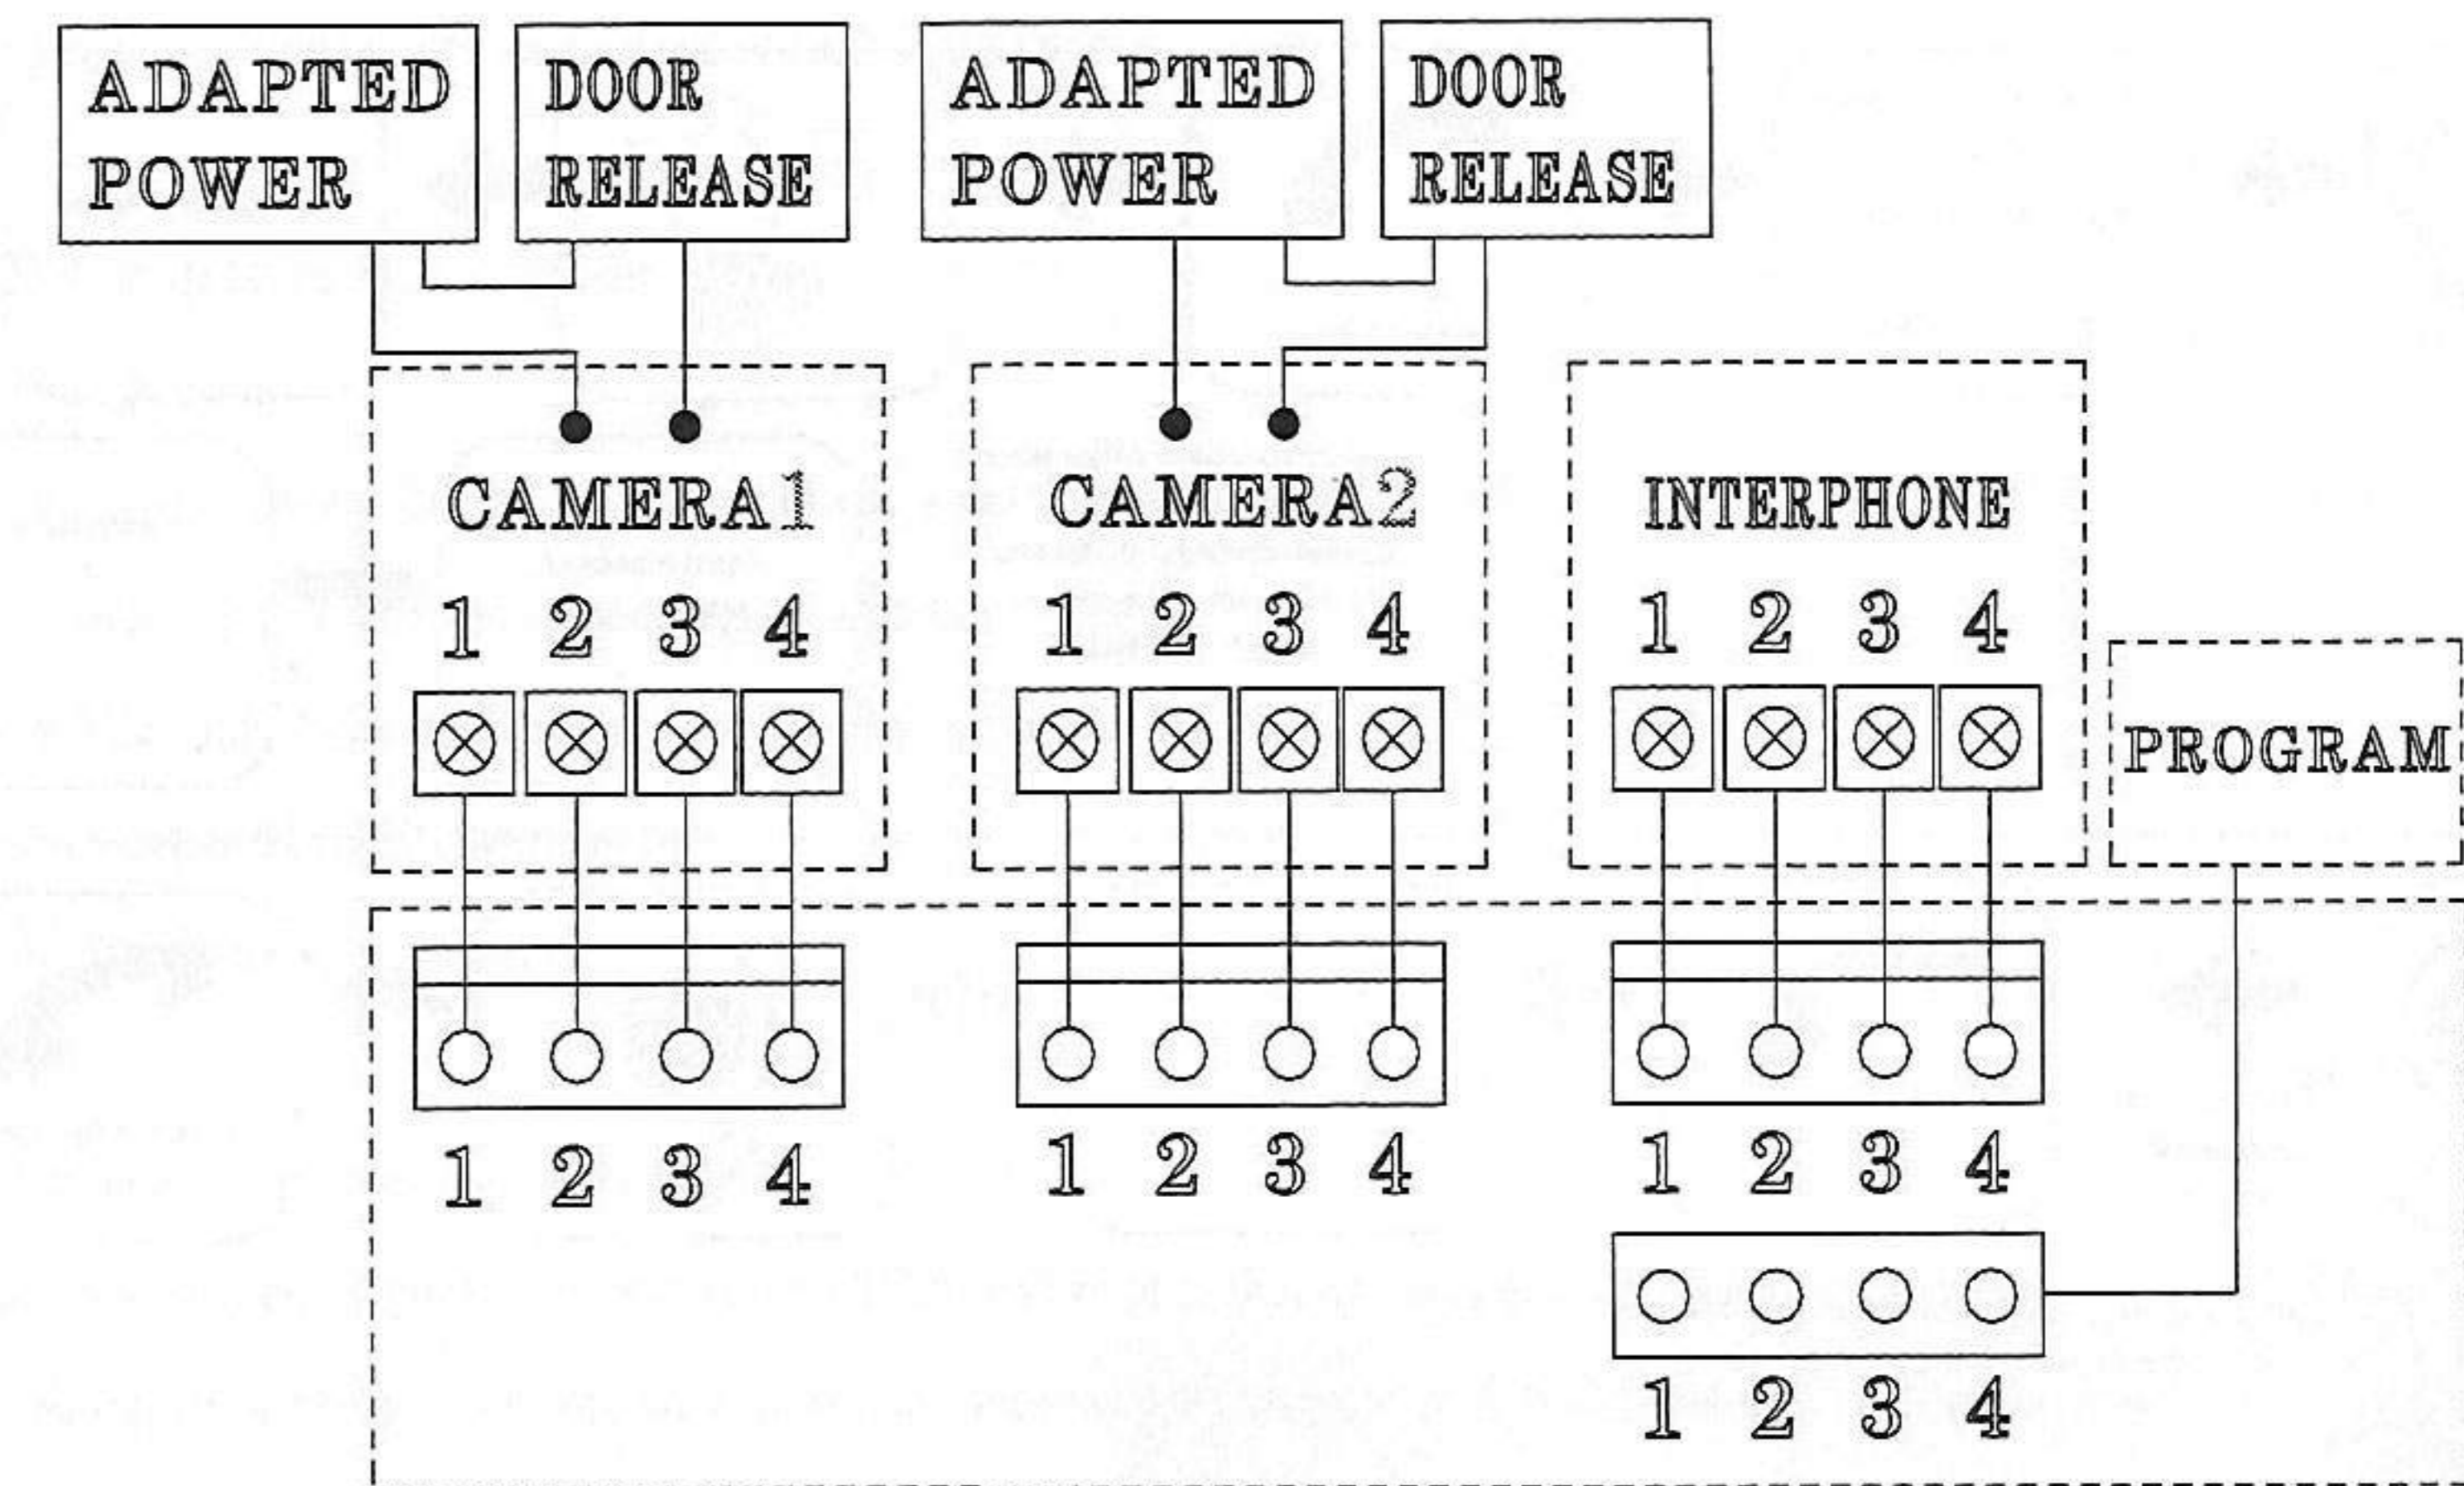 ADAPTED
POWER
DOOR
RELEASE
ADAPTED
POWER
DOOR
RELEASE
CAMERA1
1 2 3 4
CAMERA2
1 2 3 4
INTERPHONE
1 2 3 4
PROGRAM
1 2 3 4
1 2 3 4
1 2 3 4
1 2 3 4